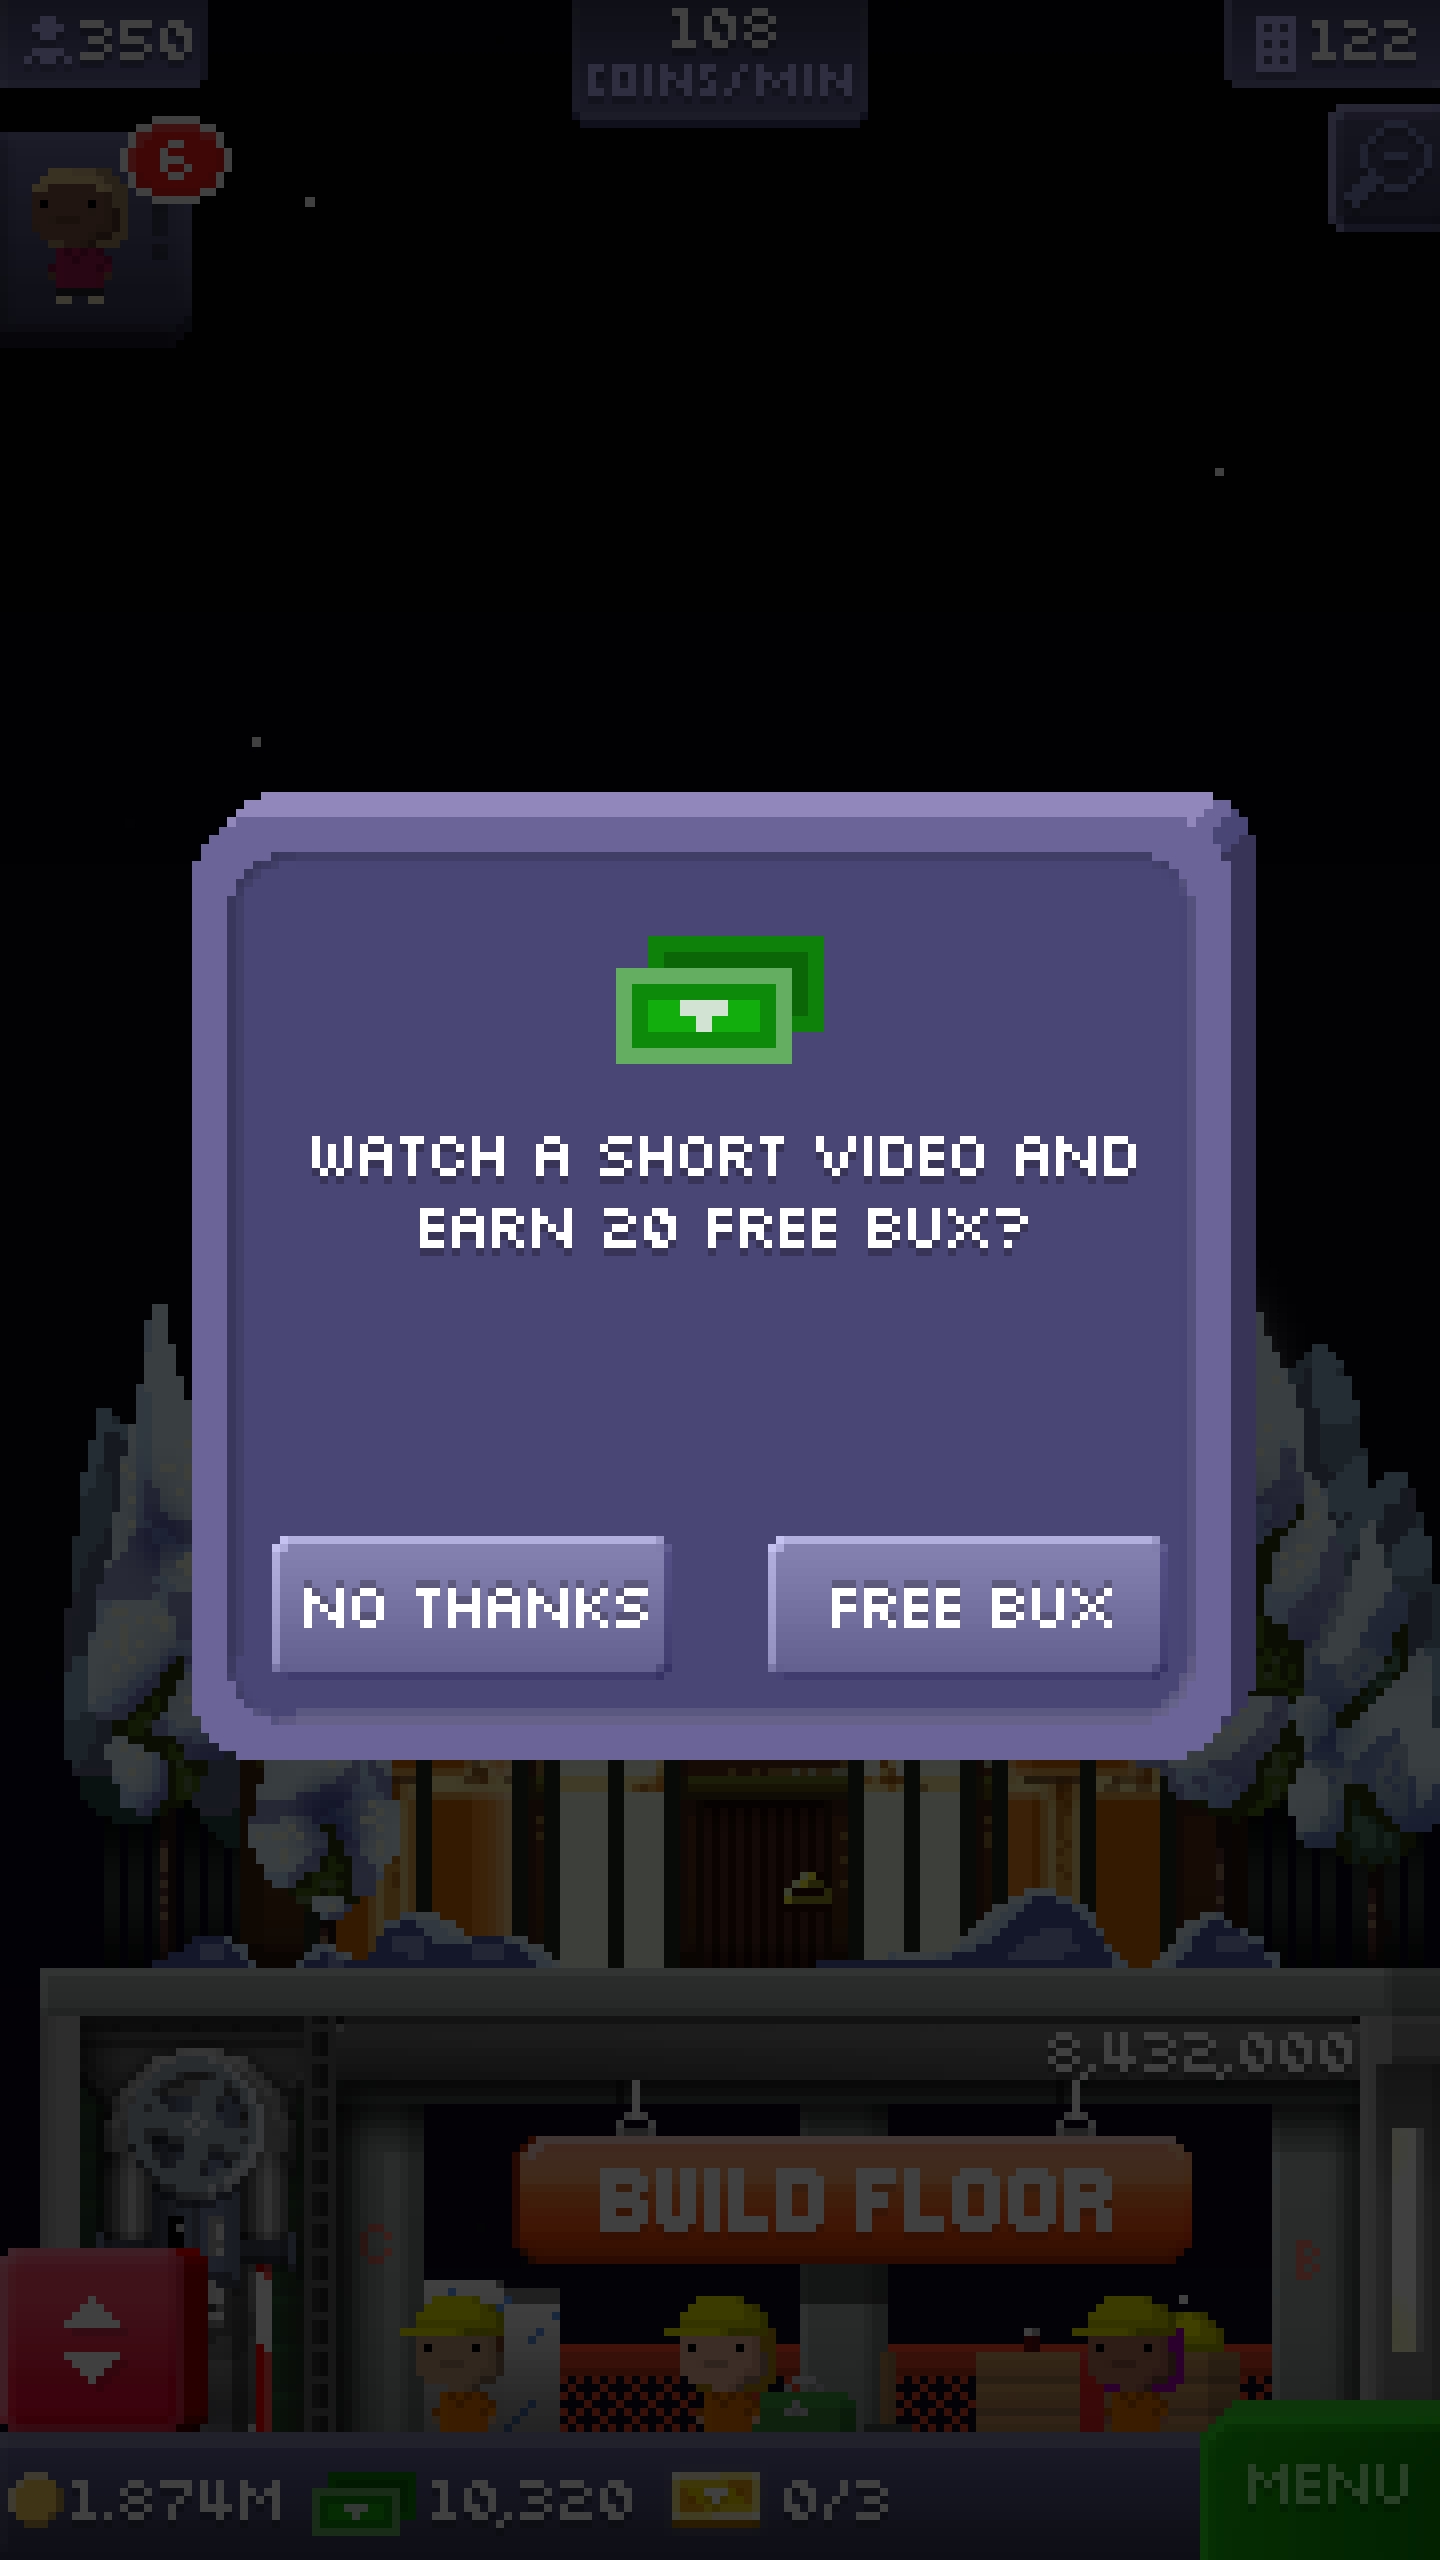 350
108
COINS/MIN
122
6
WATCH A SHORT VIDEO AND
EARN 20 FREE BUX?
NO THANKS
FREE BUX
8,432,000
BUILD FLOOR
C
B
1.874M
10,320
0/3
MENU